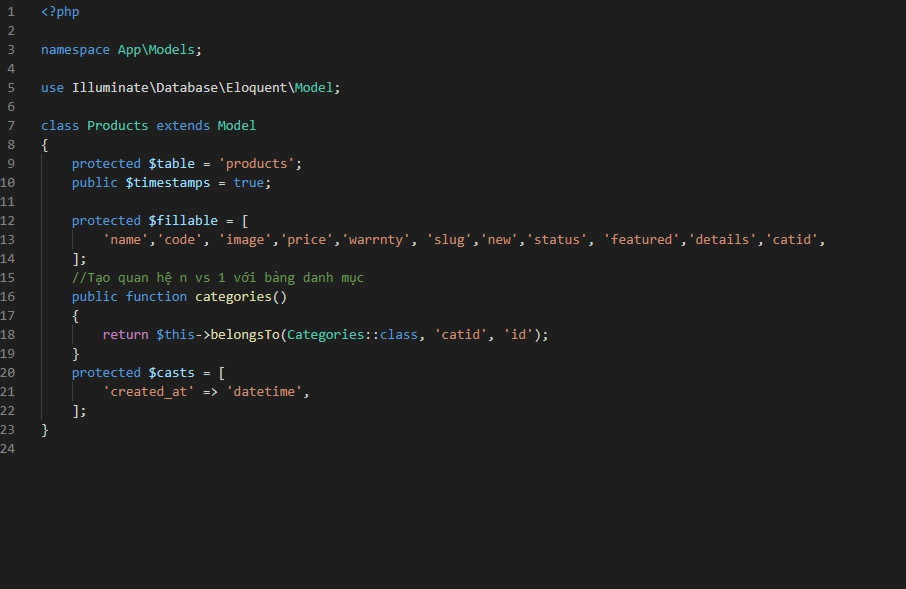 1 <?php
2
3 namespace App\Models;
4
5 use Illuminate\Database\Eloquent\Model;
6
7 class Products extends Model
8 {
9     protected $table = 'products';
10     public $timestamps = true;
11
12     protected $fillable = [
13         'name','code', 'image','price','warrnty', 'slug','new','status', 'featured','details','catid',
14     ];
15     //Tạo quan hệ n vs 1 với bảng danh mục
16     public function categories()
17     {
18         return $this->belongsTo(Categories::class, 'catid', 'id');
19     }
20     protected $casts = [
21         'created_at' => 'datetime',
22     ];
23 }
24